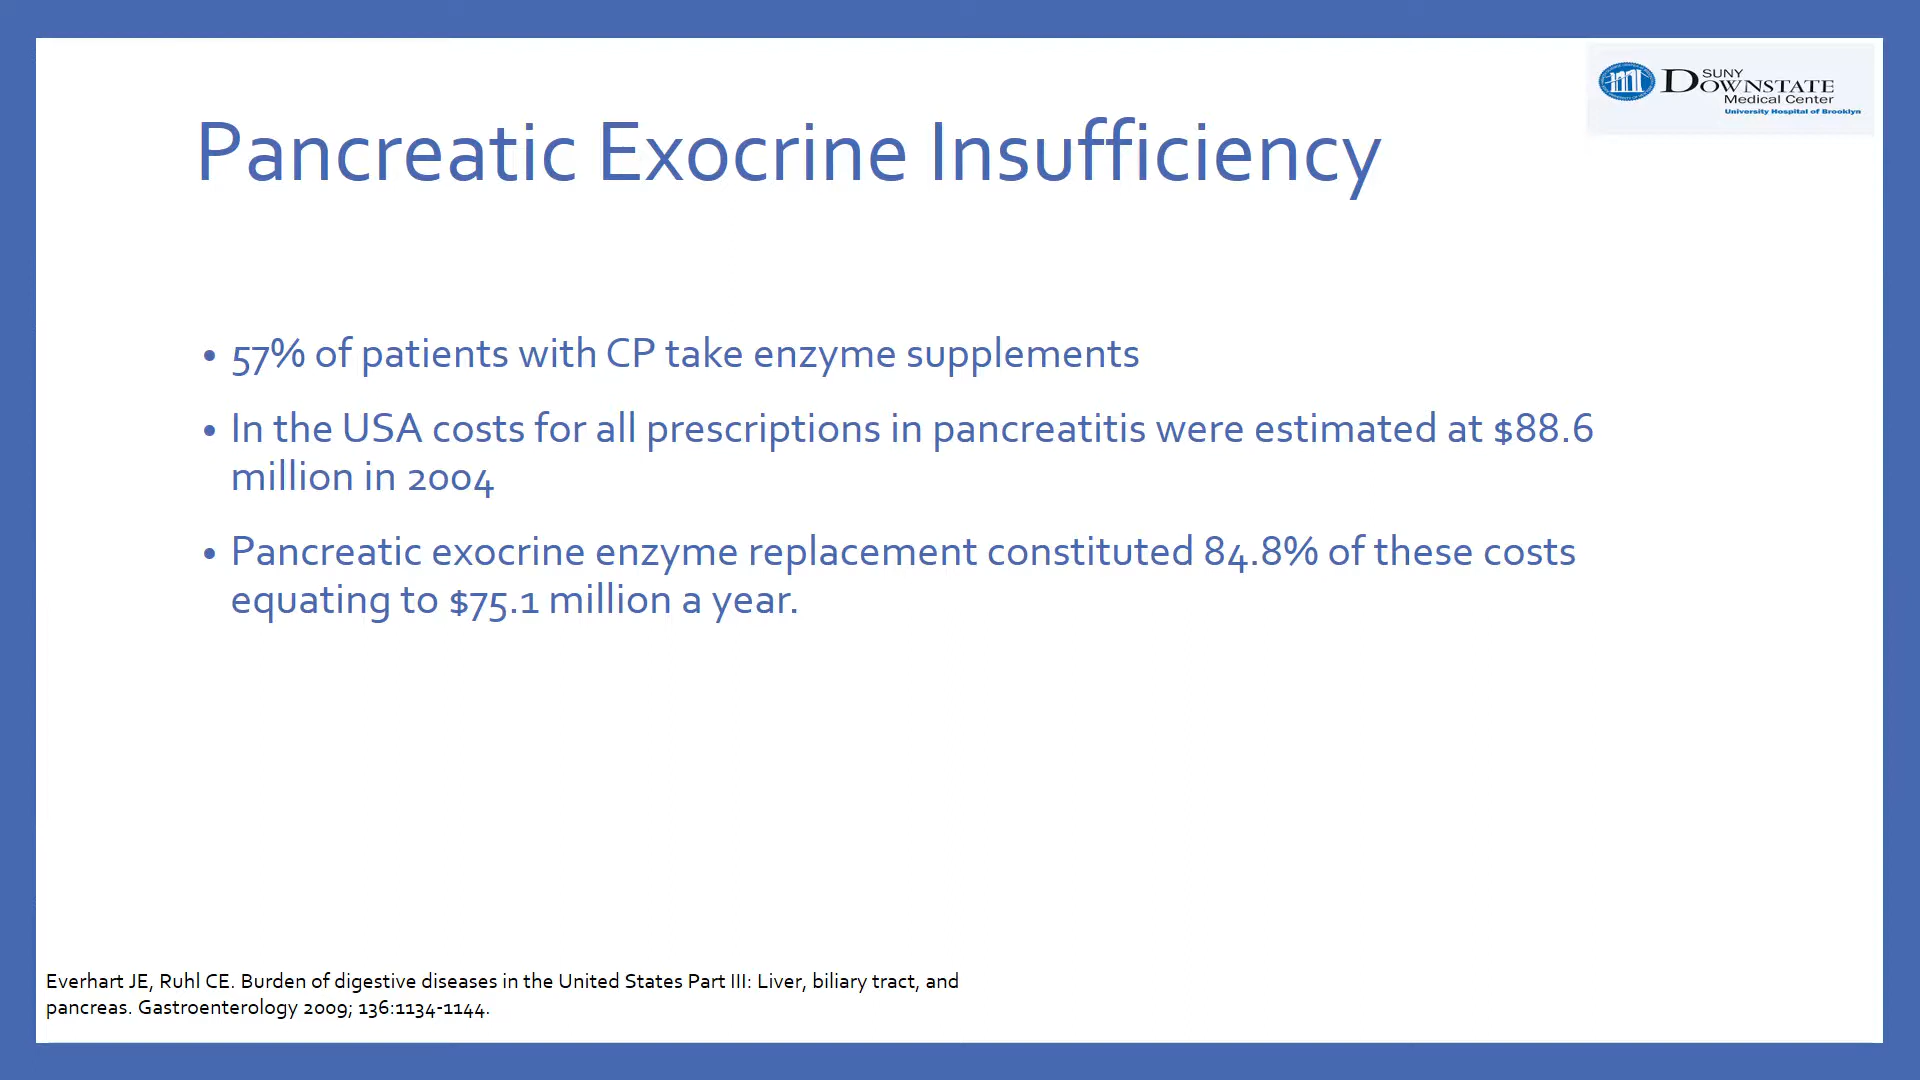 SUNY
DOWNSTATE
Medical Center
University Hospital of Brooklyn
Pancreatic Exocrine Insufficiency
• 57% of patients with CP take enzyme supplements
• In the USA costs for all prescriptions in pancreatitis were estimated at $88.6
million in 2004
• Pancreatic exocrine enzyme replacement constituted 84.8% of these costs
equating to $75.1 million a year.
Everhart JE, Ruhl CE. Burden of digestive diseases in the United States Part III: Liver, biliary tract, and
pancreas. Gastroenterology 2009; 136:1134-1144.